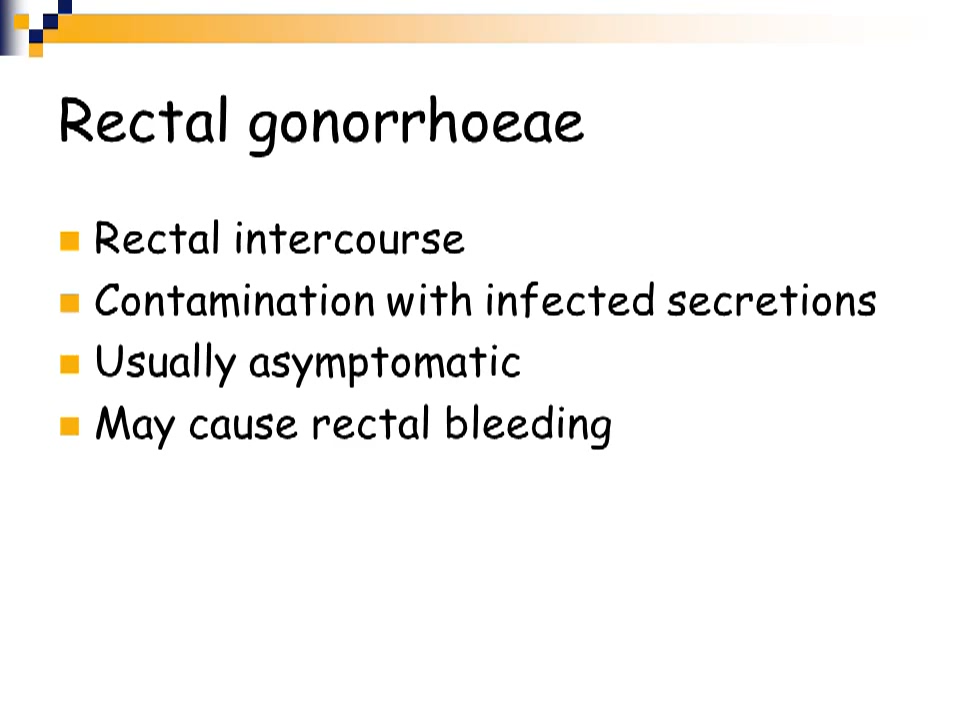 Rectal gonorrhoeae
Rectal intercourse
Contamination with infected secretions
Usually asymptomatic
May cause rectal bleeding